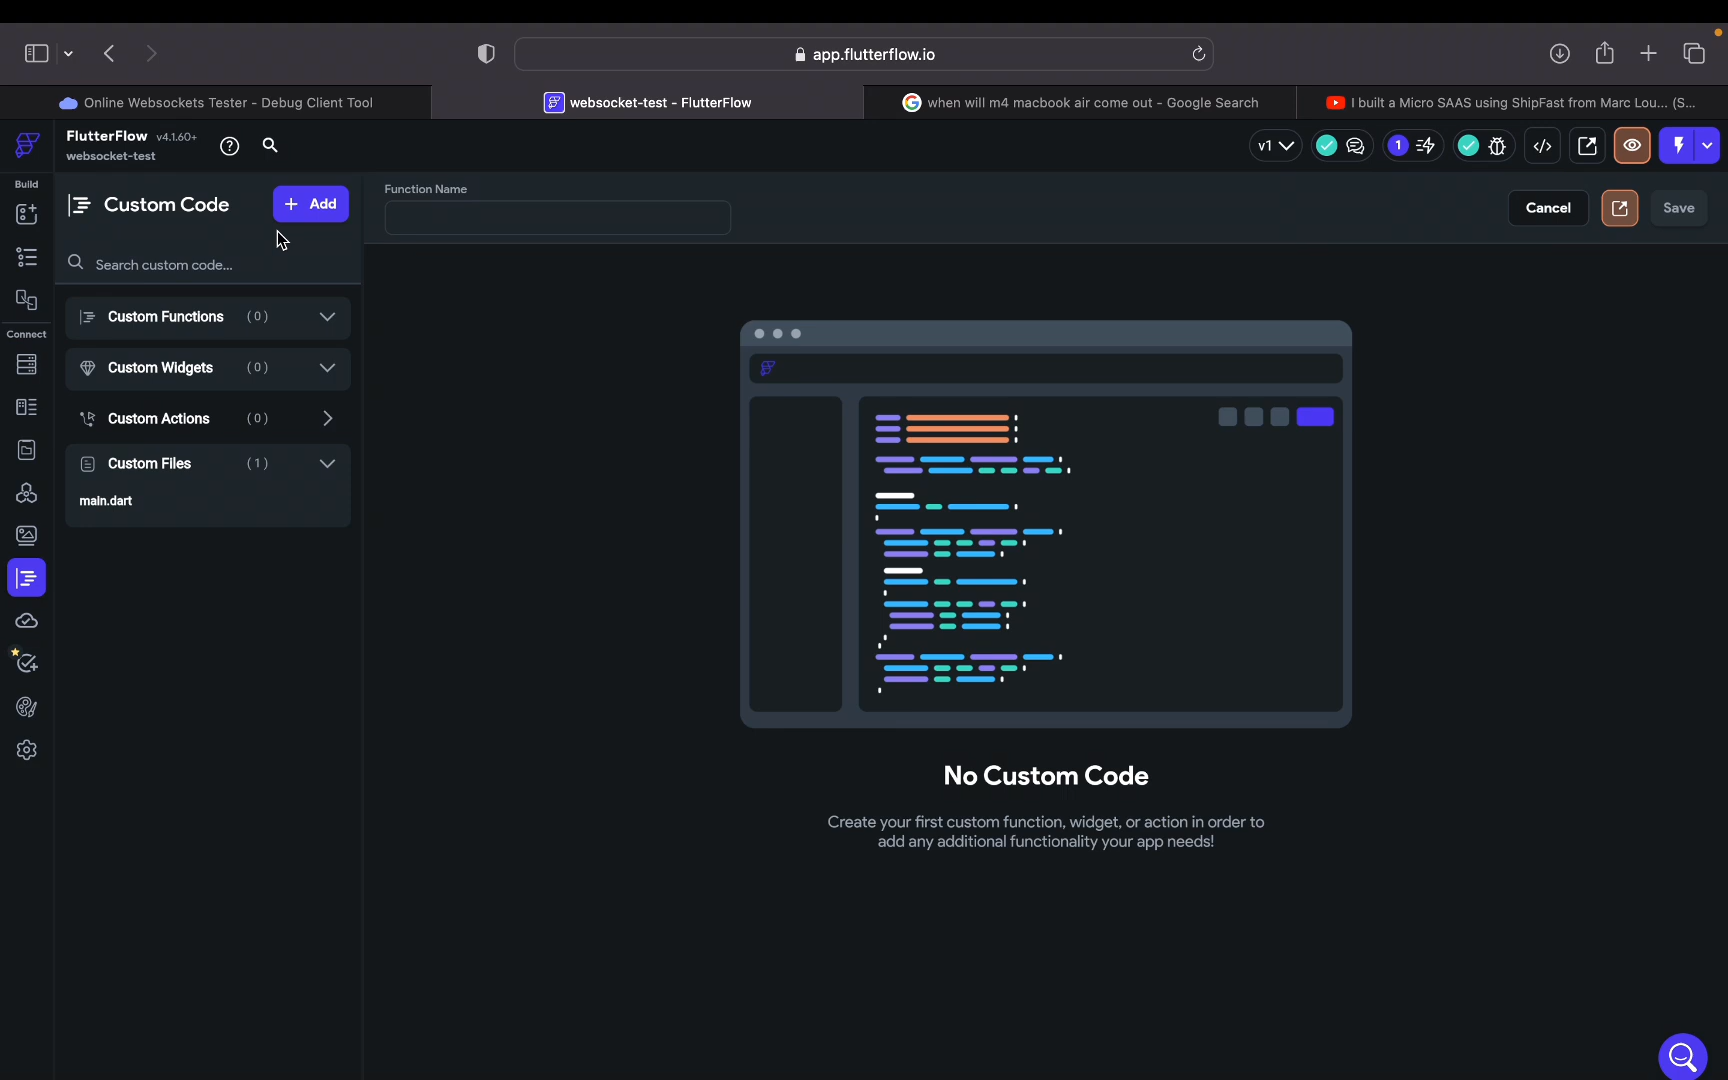 app.flutterflow.io
Online Websockets Tester - Debug Client Tool
websocket-test - FlutterFlow
when will m4 macbook air come out - Google Search
I built a Micro SAAS using ShipFast from Marc Lou... (S...
FlutterFlow v4.1.60+
websocket-test
v1
1
Build
Custom Code
+ Add
Function Name
Cancel
Save
Search custom code...
Custom Functions (0)
Connect
Custom Widgets (0)
Custom Actions (0)
Custom Files (1)
main.dart
No Custom Code
Create your first custom function, widget, or action in order to
add any additional functionality your app needs!